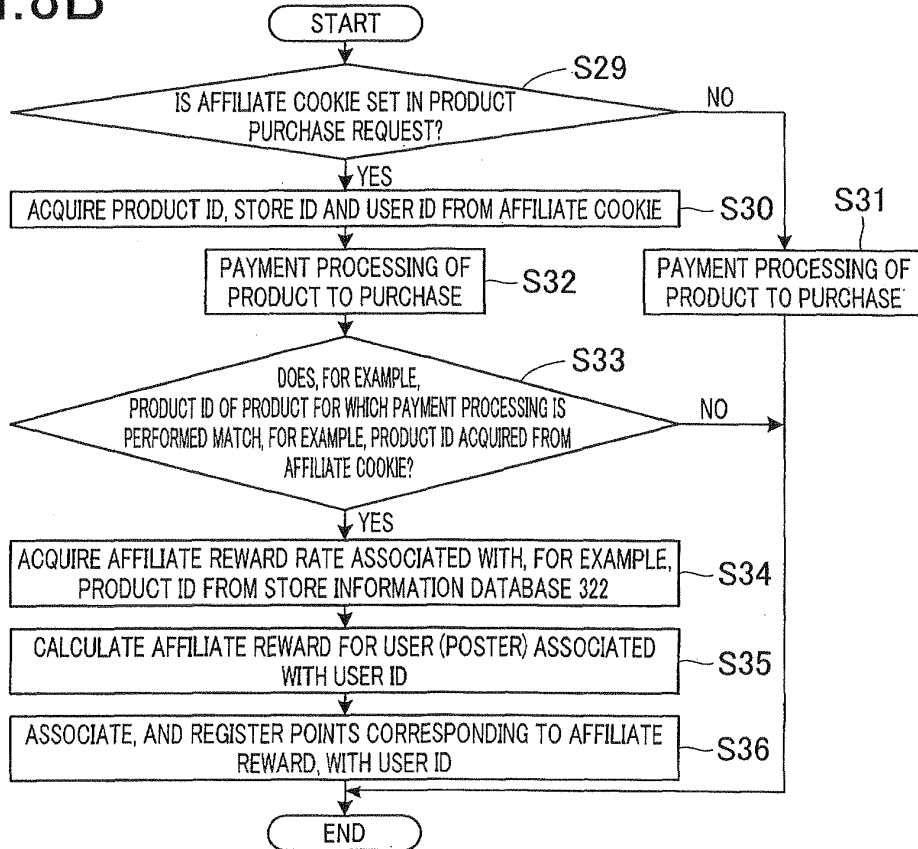 START
S29
IS AFFILIATE COOKIE SET IN PRODUCT
PURCHASE REQUEST?
NO
YES
ACQUIRE PRODUCT ID, STORE ID AND USER ID FROM AFFILIATE COOKIE
S30
S31
PAYMENT PROCESSING OF
PRODUCT TO PURCHASE
S32
PAYMENT PROCESSING OF
PRODUCT TO PURCHASE
S33
DOES, FOR EXAMPLE,
PRODUCT ID OF PRODUCT FOR WHICH PAYMENT PROCESSING IS
PERFORMED MATCH, FOR EXAMPLE, PRODUCT ID ACQUIRED FROM
AFFILIATE COOKIE?
NO
YES
ACQUIRE AFFILIATE REWARD RATE ASSOCIATED WITH, FOR EXAMPLE,
PRODUCT ID FROM STORE INFORMATION DATABASE 322
S34
CALCULATE AFFILIATE REWARD FOR USER (POSTER) ASSOCIATED
WITH USER ID
S35
ASSOCIATE, AND REGISTER POINTS CORRESPONDING TO AFFILIATE
REWARD, WITH USER ID
S36
END